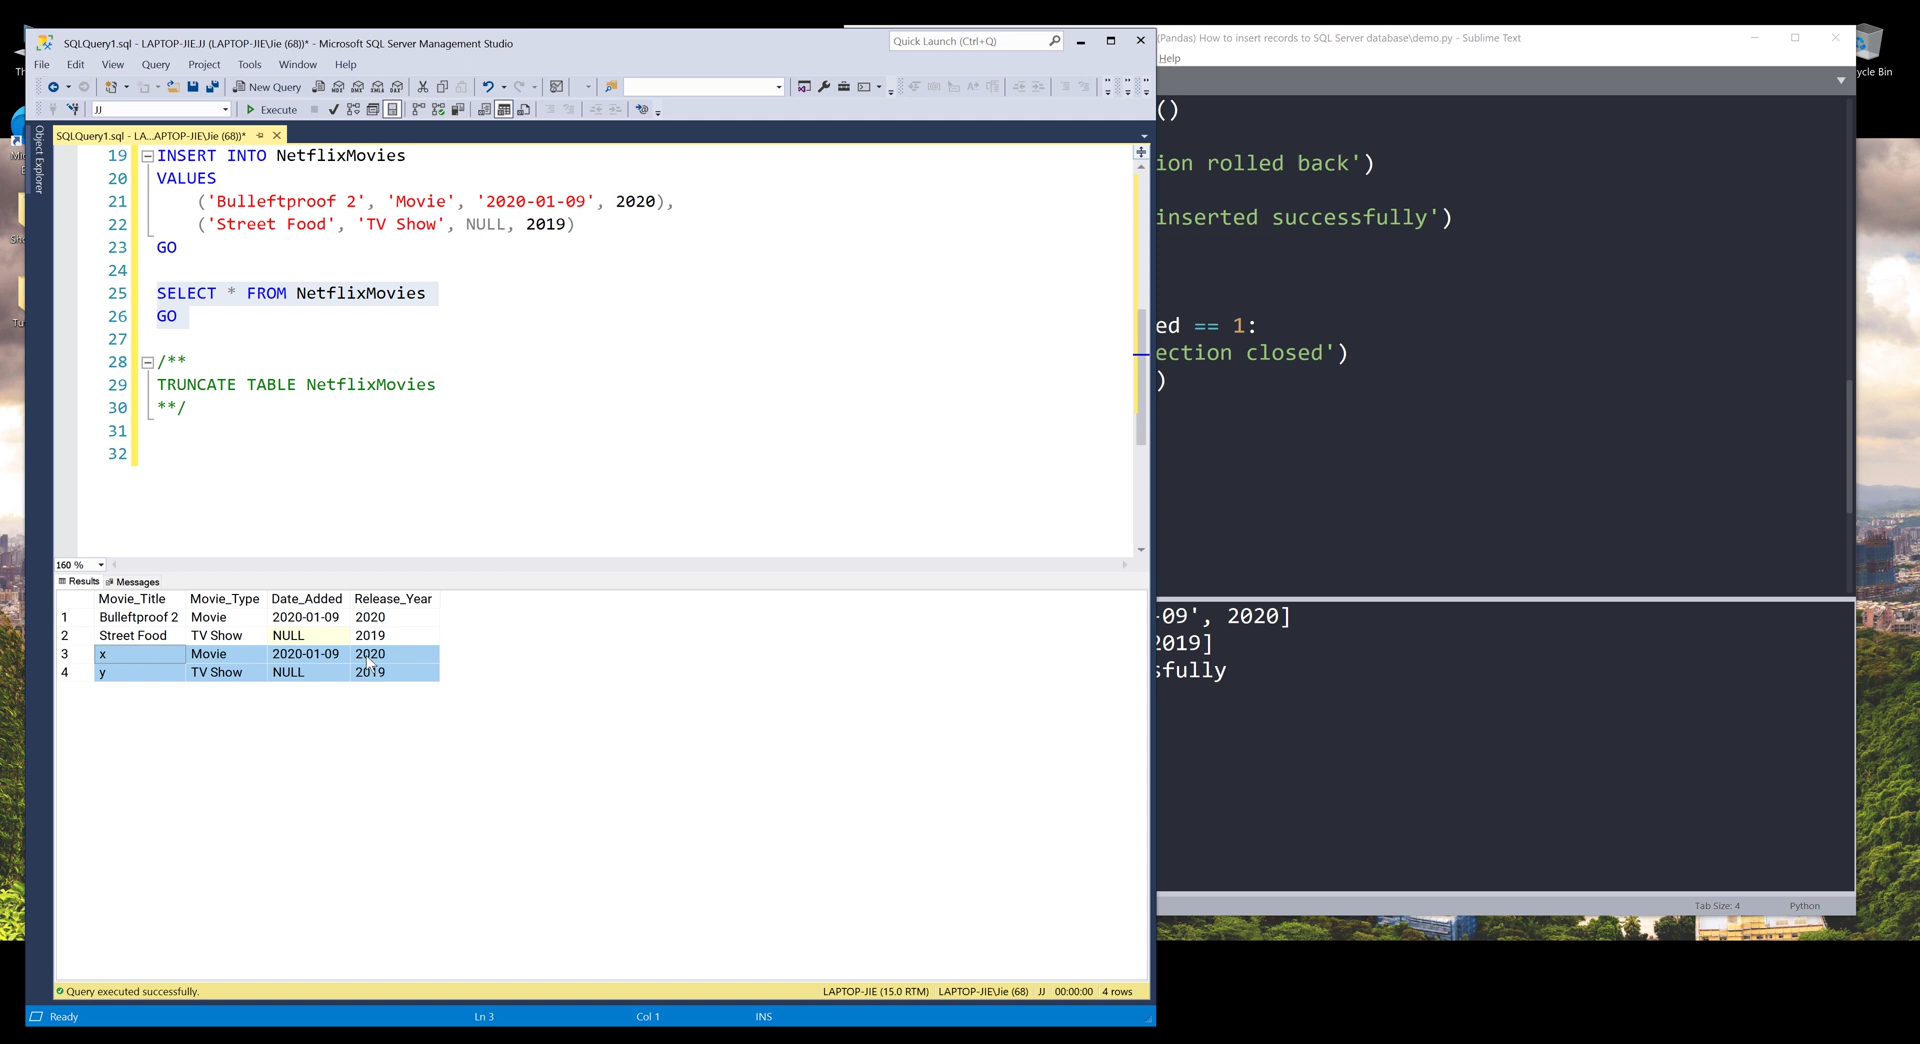 SQLQuery1.sql - LAPTOP-JIE.JJ (LAPTOP-JIE\Jie (68))* - Microsoft SQL Server Management Studio
Quick Launch (Ctrl+Q)
File Edit View Query Project Tools Window Help
New Query
JJ
Execute
SQLQuery1.sql - LA...APTOP-JIE\Jie (68))*
Object Explorer
19 INSERT INTO NetflixMovies
20 VALUES
21 ('Bulleftproof 2', 'Movie', '2020-01-09', 2020),
22 ('Street Food', 'TV Show', NULL, 2019)
23 GO
24
25 SELECT * FROM NetflixMovies
26 GO
27
28 /**
29 TRUNCATE TABLE NetflixMovies
30 **/
31
32
160 %
Results Messages
Movie_Title Movie_Type Date_Added Release_Year
1 Bulleftproof 2 Movie 2020-01-09 2020
2 Street Food TV Show NULL 2019
3 x Movie 2020-01-09 2020
4 y TV Show NULL 2019
Query executed successfully.
LAPTOP-JIE (15.0 RTM) LAPTOP-JIE\Jie (68) JJ 00:00:00 4 rows
Ready Ln 3 Col 1 INS
(Pandas) How to insert records to SQL Server database\demo.py - Sublime Text
Help
()
ion rolled back')
inserted successfully')
ed == 1:
ection closed')
)
-09', 2020]
2019]
sfully
Tab Size: 4 Python
ycle Bin